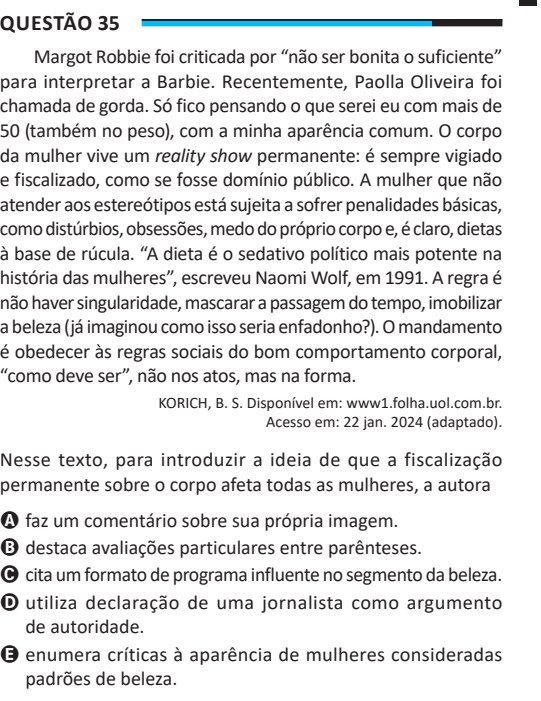 QUESTÃO 35
Margot Robbie foi criticada por “não ser bonita o suficiente”
para interpretar a Barbie. Recentemente, Paolla Oliveira foi
chamada de gorda. Só fico pensando o que serei eu com mais de
50 (também no peso), com a minha aparência comum. O corpo
da mulher vive um reality show permanente: é sempre vigiado
e fiscalizado, como se fosse domínio público. A mulher que não
atender aos estereótipos está sujeita a sofrer penalidades básicas,
como distúrbios, obsessões, medo do próprio corpo e, é claro, dietas
à base de rúcula. “A dieta é o sedativo político mais potente na
história das mulheres”, escreveu Naomi Wolf, em 1991. A regra é
não haver singularidade, mascarar a passagem do tempo, imobilizar
a beleza (já imaginou como isso seria enfadonho?). O mandamento
é obedecer às regras sociais do bom comportamento corporal,
“como deve ser”, não nos atos, mas na forma.
KORICH, B. S. Disponível em: www1.folha.uol.com.br.
Acesso em: 22 jan. 2024 (adaptado).
Nesse texto, para introduzir a ideia de que a fiscalização
permanente sobre o corpo afeta todas as mulheres, a autora
A faz um comentário sobre sua própria imagem.
B destaca avaliações particulares entre parênteses.
C cita um formato de programa influente no segmento da beleza.
D utiliza declaração de uma jornalista como argumento
de autoridade.
E enumera críticas à aparência de mulheres consideradas
padrões de beleza.